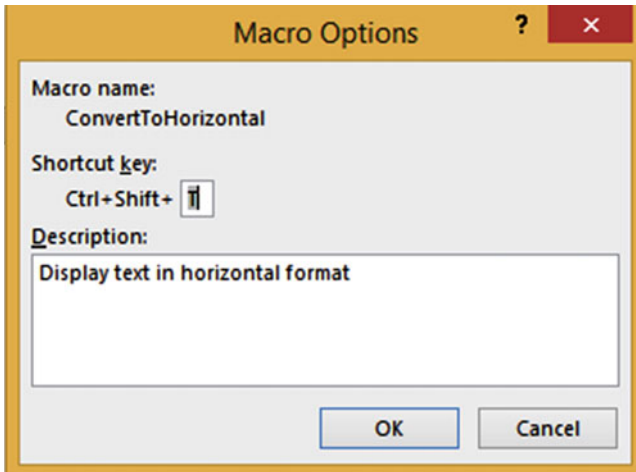 Macro Options ? ×
Macro name:
ConvertToHorizontal
Shortcut key:
Ctrl+Shift+ T
Description:
Display text in horizontal format
OK Cancel